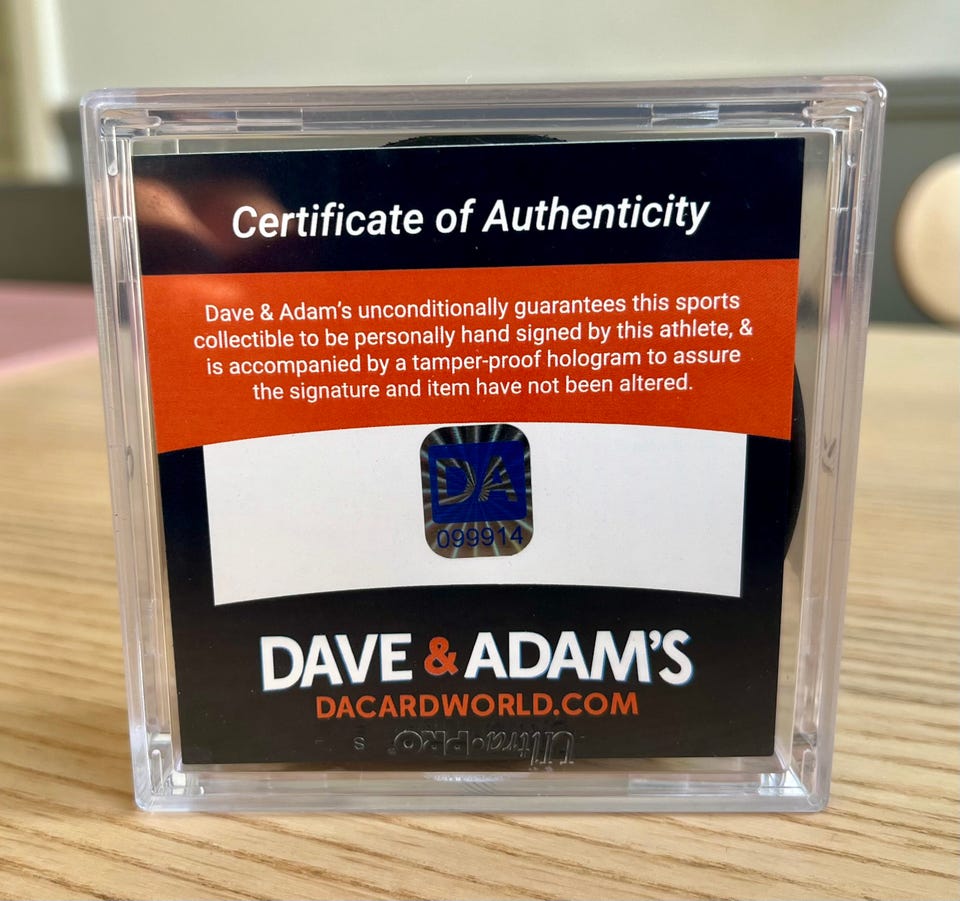 Certificate of Authenticity
Dave & Adam's unconditionally guarantees this sports
collectible to be personally hand signed by this athlete, &
is accompanied by a tamper-proof hologram to assure
the signature and item have not been altered.
DA
099914
DAVE & ADAM'S
DACARDWORLD.COM
Ultra•PRO®